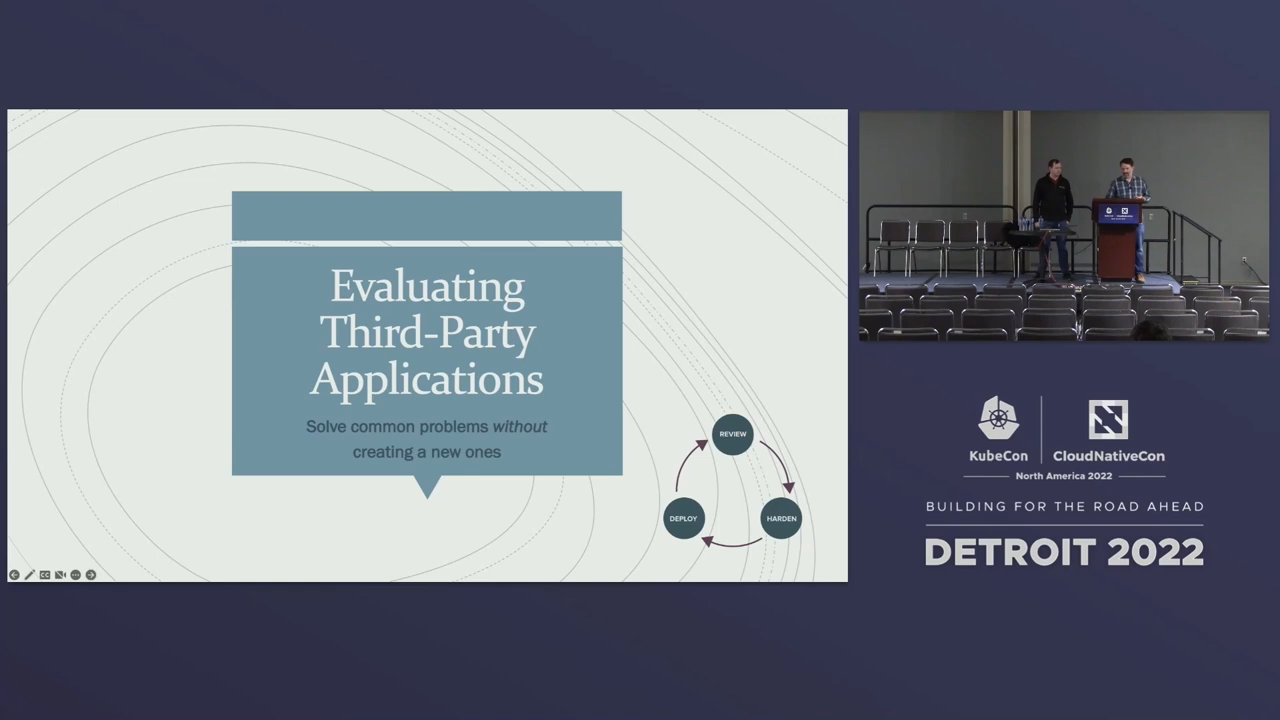 Evaluating
Third-Party
Applications
Solve common problems without
creating a new ones
REVIEW
DEPLOY
HARDEN
KubeCon
CloudNativeCon
North America 2022
BUILDING FOR THE ROAD AHEAD
DETROIT 2022